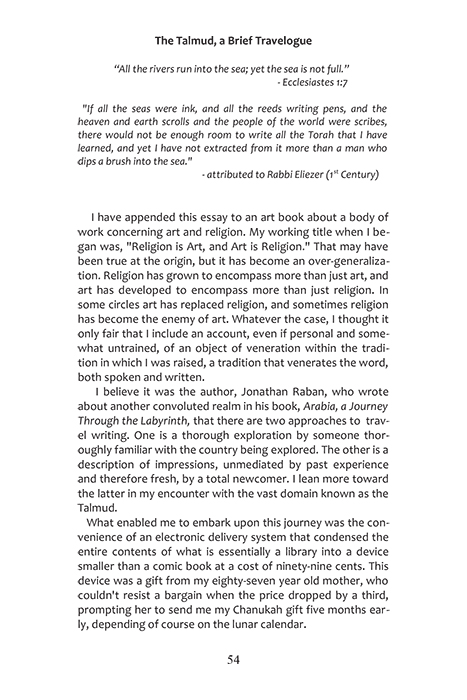 The Talmud, a Brief Travelogue
“All the rivers run into the sea; yet the sea is not full.”
- Ecclesiastes 1:7
"If all the seas were ink, and all the reeds writing pens, and the
heaven and earth scrolls and the people of the world were scribes,
there would not be enough room to write all the Torah that I have
learned, and yet I have not extracted from it more than a man who
dips a brush into the sea."
- attributed to Rabbi Eliezer (1st Century)
I have appended this essay to an art book about a body of
work concerning art and religion. My working title when I be-
gan was, "Religion is Art, and Art is Religion." That may have
been true at the origin, but it has become an over-generaliza-
tion. Religion has grown to encompass more than just art, and
art has developed to encompass more than just religion. In
some circles art has replaced religion, and sometimes religion
has become the enemy of art. Whatever the case, I thought it
only fair that I include an account, even if personal and some-
what untrained, of an object of veneration within the tradi-
tion in which I was raised, a tradition that venerates the word,
both spoken and written.
I believe it was the author, Jonathan Raban, who wrote
about another convoluted realm in his book, Arabia, a Journey
Through the Labyrinth, that there are two approaches to trav-
el writing. One is a thorough exploration by someone thor-
oughly familiar with the country being explored. The other is a
description of impressions, unmediated by past experience
and therefore fresh, by a total newcomer. I lean more toward
the latter in my encounter with the vast domain known as the
Talmud.
What enabled me to embark upon this journey was the con-
venience of an electronic delivery system that condensed the
entire contents of what is essentially a library into a device
smaller than a comic book at a cost of ninety-nine cents. This
device was a gift from my eighty-seven year old mother, who
couldn't resist a bargain when the price dropped by a third,
prompting her to send me my Chanukah gift five months ear-
ly, depending of course on the lunar calendar.
54